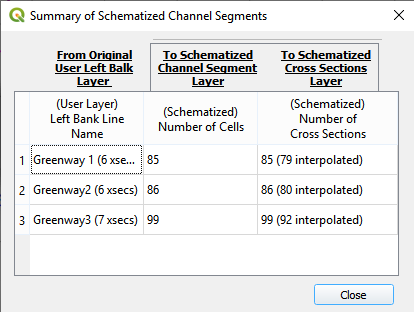 Summary of Schematized Channel Segments
From Original
User Left Balk
Layer
To Schematized
Channel Segment
Layer
To Schematized
Cross Sections
Layer
(User Layer)
Left Bank Line
Name
(Schematized)
Number of Cells
(Schematized)
Number of
Cross Sections
1 Greenway 1 (6 xse... 85 85 (79 interpolated)
2 Greenway2 (6 xsecs) 86 86 (80 interpolated)
3 Greenway3 (7 xsecs) 99 99 (92 interpolated)
Close